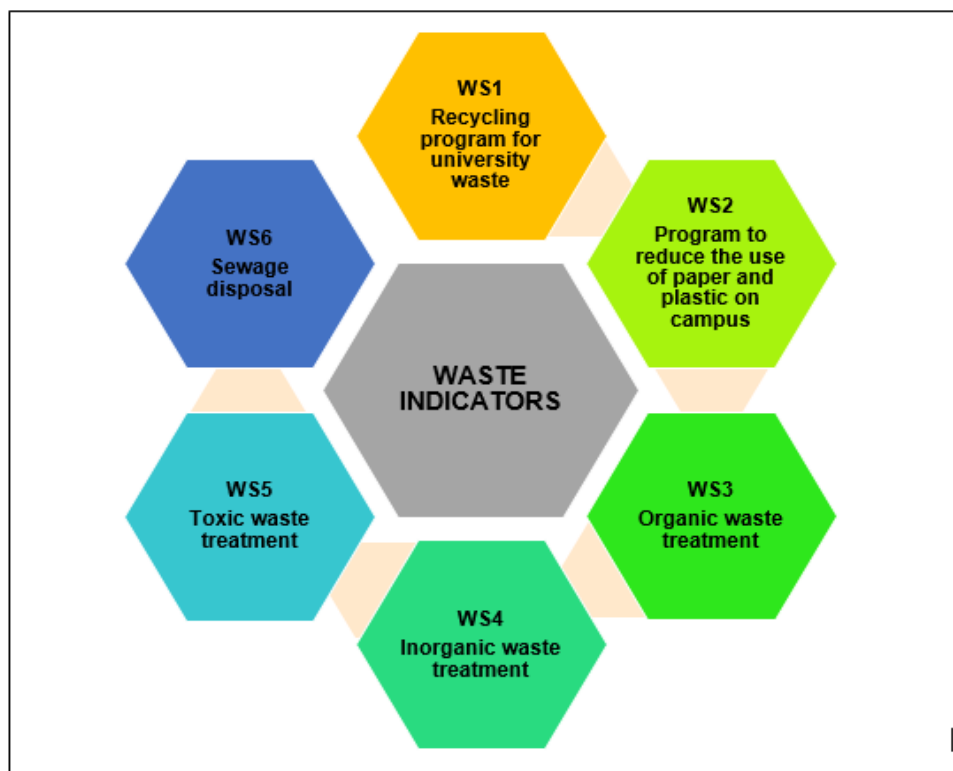 WS1
Recycling
program for
university
waste
WS2
Program to
reduce the use
of paper and
plastic on
campus
WS6
Sewage
disposal
WASTE
INDICATORS
WS5
Toxic waste
treatment
WS3
Organic waste
treatment
WS4
Inorganic waste
treatment